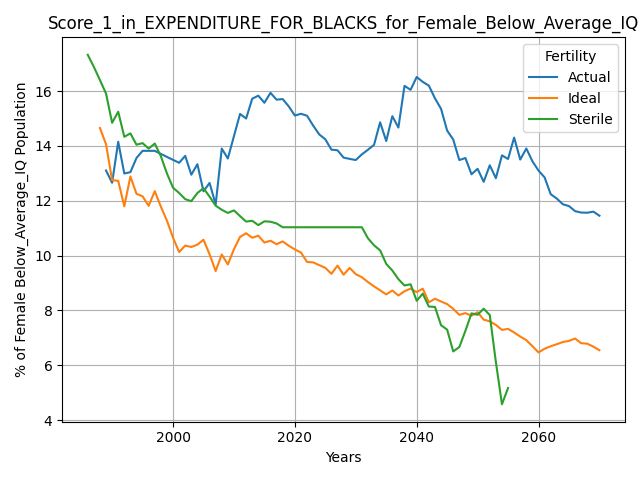 Score_1_in_EXPENDITURE_FOR_BLACKS_for_Female_Below_Average_IQ
Fertility
Actual
Ideal
Sterile
% of Female Below_Average_IQ Population
16
14
12
10
8
6
4
2000
2020
2040
2060
Years